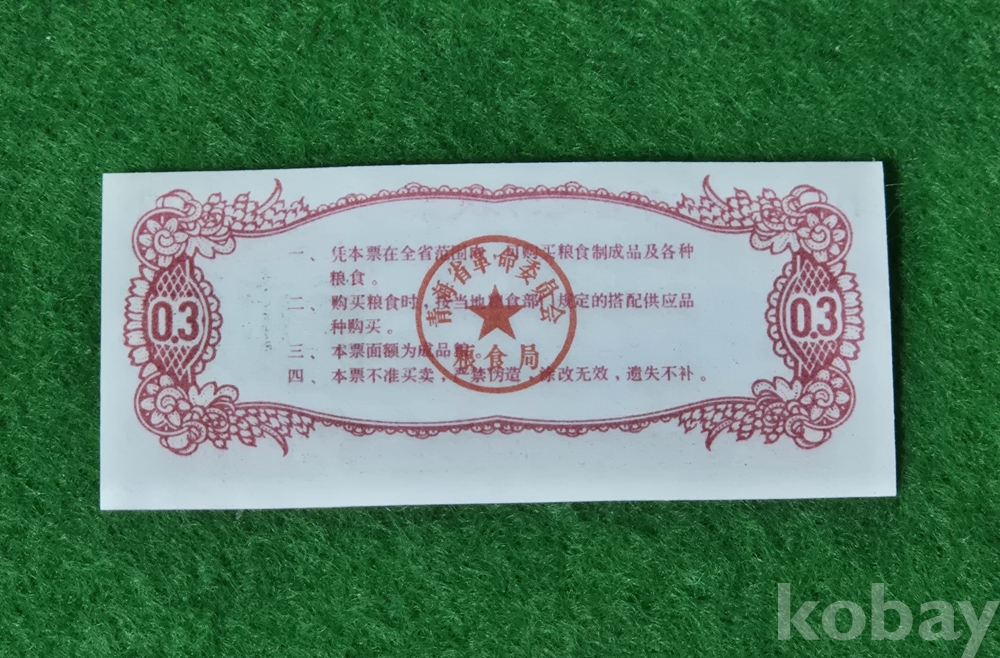 一、凭本票在全省范围内,可购买粮食制成品及各种
粮食。
二、购买粮食时,按当地粮食部门规定的搭配供应品
种购买。
三、本票面额为成品粮。
四、本票不准买卖,严禁伪造,涂改无效,遗失不补。
0.3
0.3
青海省革命委员会
粮食局
kobay